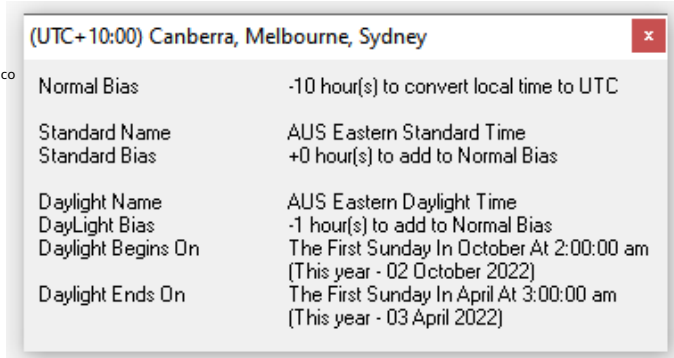 (UTC+10:00) Canberra, Melbourne, Sydney
x
co
Normal Bias -10 hour(s) to convert local time to UTC
Standard Name AUS Eastern Standard Time
Standard Bias +0 hour(s) to add to Normal Bias
Daylight Name AUS Eastern Daylight Time
DayLight Bias -1 hour(s) to add to Normal Bias
Daylight Begins On The First Sunday In October At 2:00:00 am
(This year - 02 October 2022)
Daylight Ends On The First Sunday In April At 3:00:00 am
(This year - 03 April 2022)